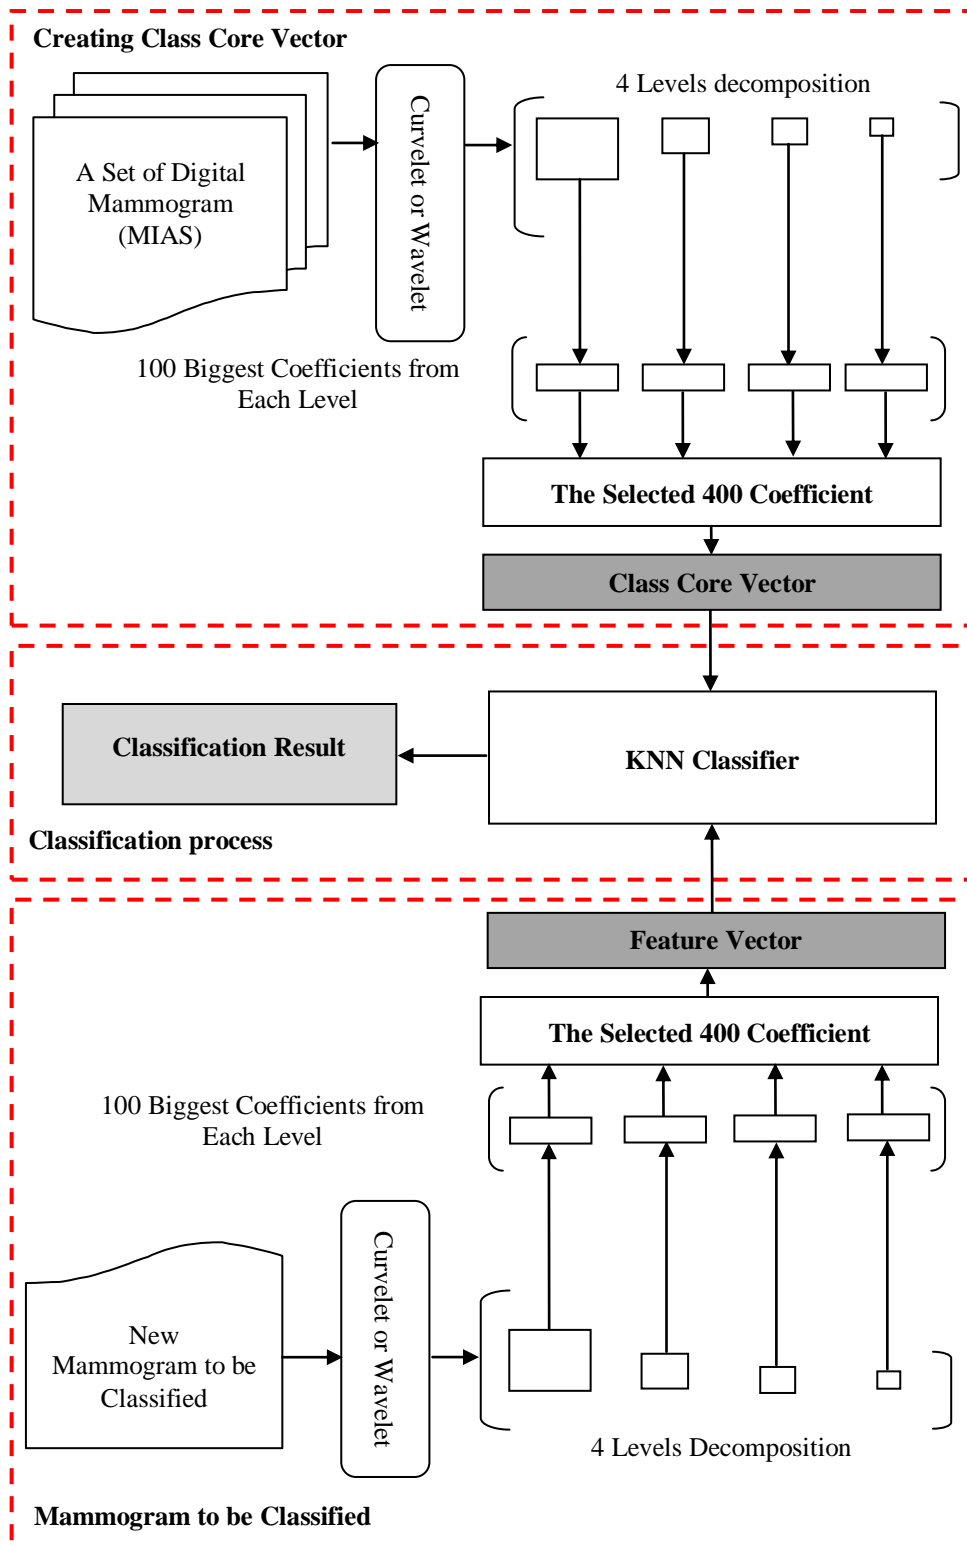 Creating Class Core Vector
4 Levels decomposition
A Set of Digital
Mammogram
(MIAS)
Curvelet or Wavelet
100 Biggest Coefficients from
Each Level
The Selected 400 Coefficient
Class Core Vector
Classification Result
KNN Classifier
Classification process
Feature Vector
The Selected 400 Coefficient
100 Biggest Coefficients from
Each Level
Curvelet or Wavelet
New
Mammogram to be
Classified
4 Levels Decomposition
Mammogram to be Classified